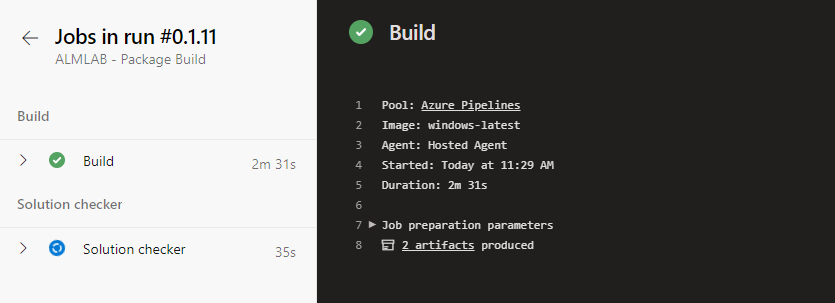 Jobs in run #0.1.11
ALMLAB - Package Build
Build
Build 2m 31s
Solution checker
Solution checker 35s
Build
1 Pool: Azure Pipelines
2 Image: windows-latest
3 Agent: Hosted Agent
4 Started: Today at 11:29 AM
5 Duration: 2m 31s
6
7 Job preparation parameters
8 2 artifacts produced